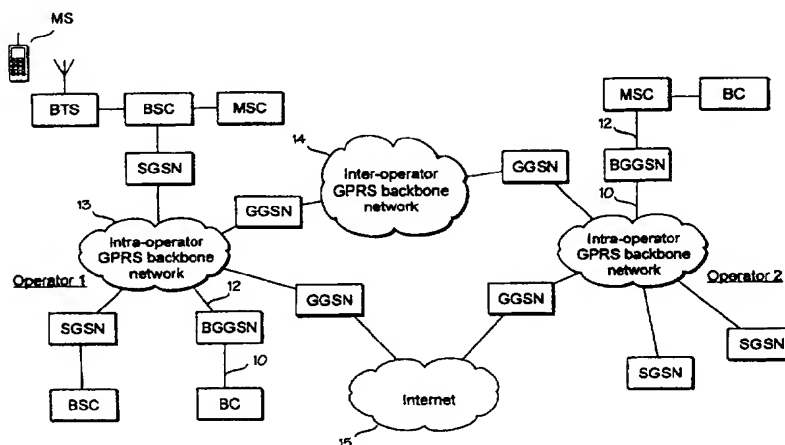 MS
BTS
BSC
MSC
MSC
BC
12
14
SGSN
Inter-operator
GPRS backbone
network
GGSN
BGGSN
10
13
GGSN
Intra-operator
GPRS backbone
network
Intra-operator
GPRS backbone
network
Operator 1
Operator 2
12
GGSN
GGSN
SGSN
BGGSN
SGSN
10
SGSN
BSC
BC
Internet
15